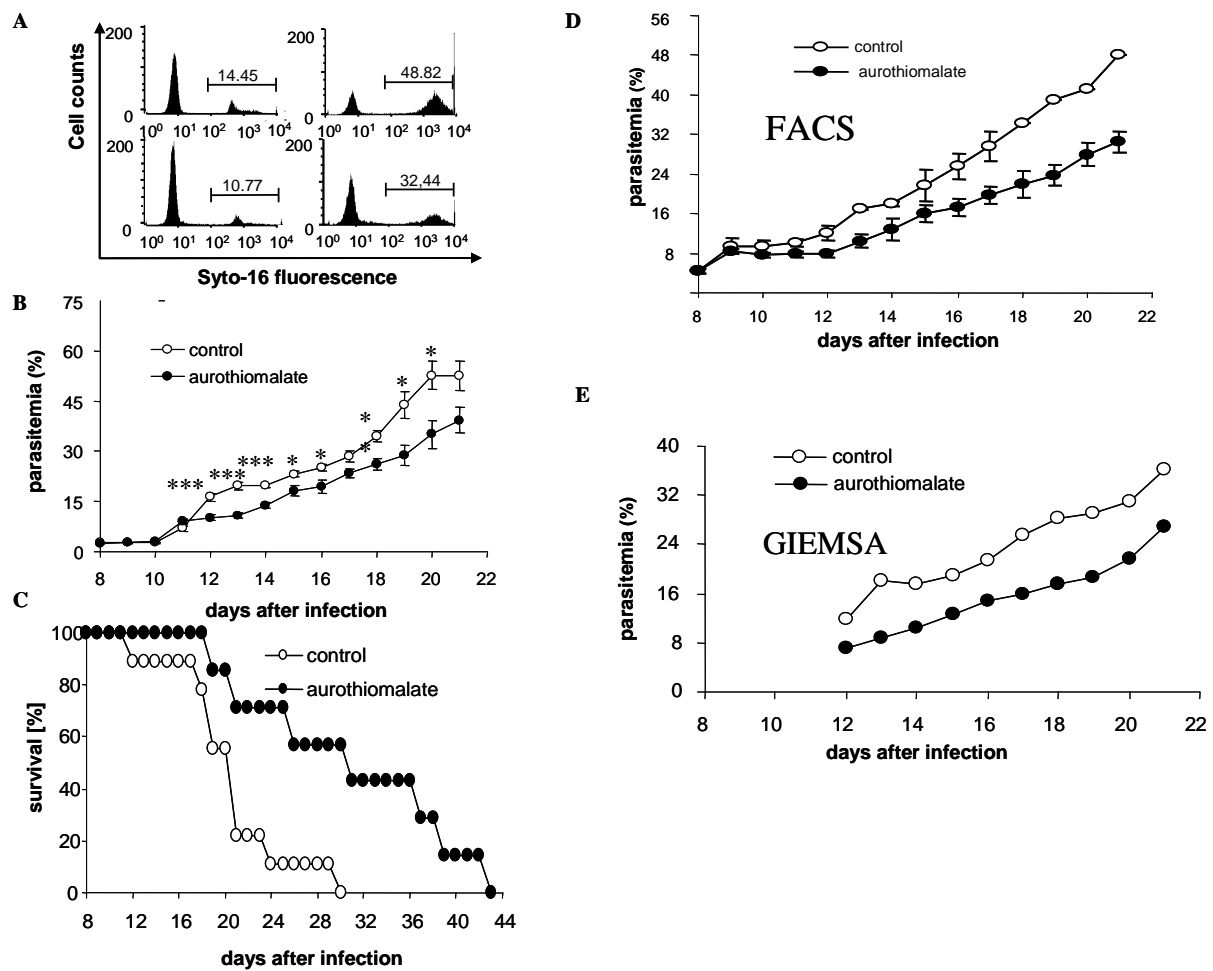 A
Cell counts
200
0
14.45
10⁰ 10¹ 10² 10³ 10⁴
200
0
48.82
10⁰ 10¹ 10² 10³ 10⁴
200
0
10.77
10⁰ 10¹ 10² 10³ 10⁴
200
0
32,44
10⁰ 10¹ 10² 10³ 10⁴
Syto-16 fluorescence
B
parasitemia (%)
75
60
45
30
15
0
control
aurothiomalate
*** *** *** * * * * * *
8 10 12 14 16 18 20 22
days after infection
C
survival [%]
100
80
60
40
20
0
control
aurothiomalate
8 12 16 20 24 28 32 36 40 44
days after infection
D
parasitemia (%)
56
48
40
32
24
16
8
control
aurothiomalate
FACS
8 10 12 14 16 18 20 22
days after infection
E
parasitemia (%)
40
32
24
16
8
0
control
aurothiomalate
GIEMSA
8 10 12 14 16 18 20 22
days after infection